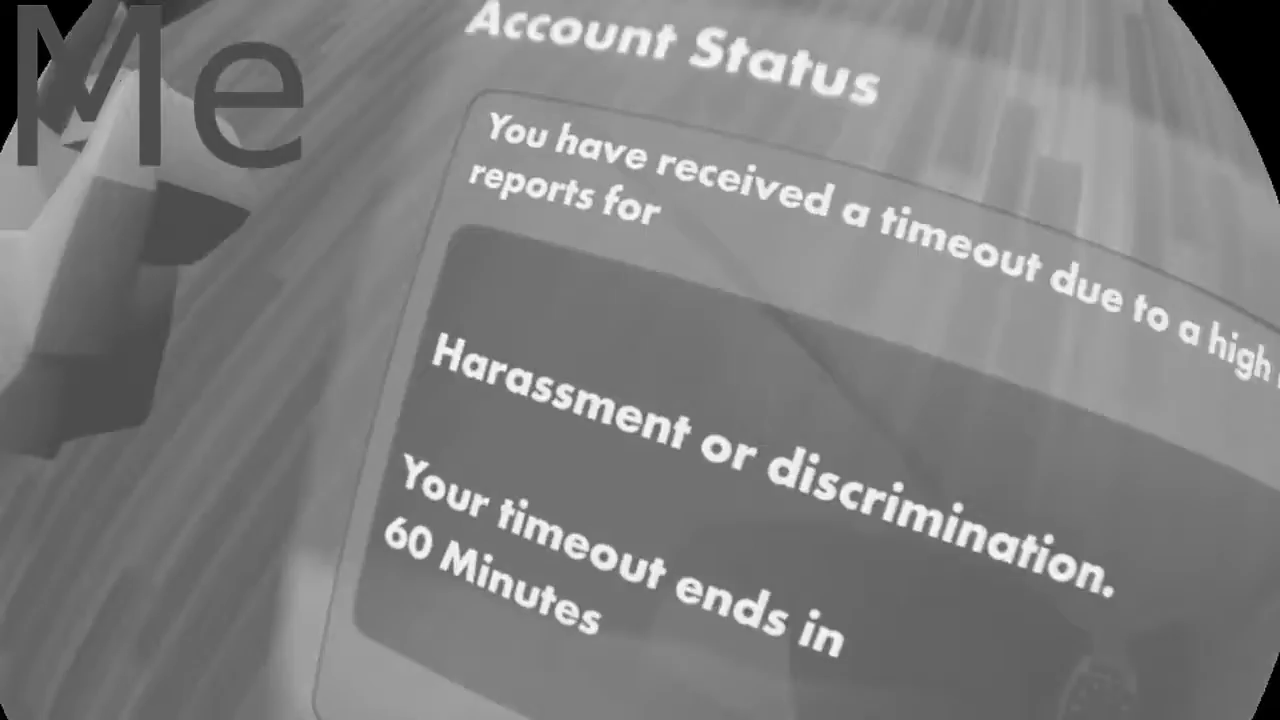 Me
Account Status
You have received a timeout due to a high
reports for
Harassment or discrimination.
Your timeout ends in
60 Minutes